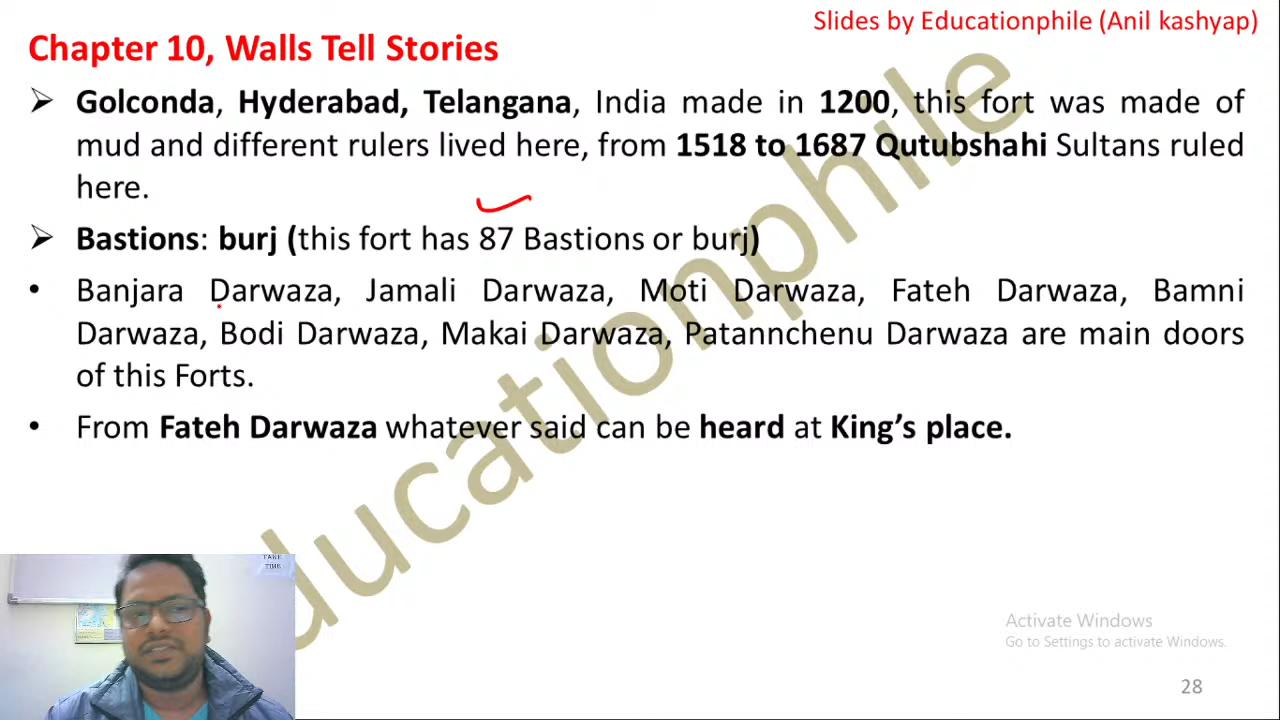 Slides by Educationphile (Anil kashyap)
Chapter 10, Walls Tell Stories
➢ Golconda, Hyderabad, Telangana, India made in 1200, this fort was made of
mud and different rulers lived here, from 1518 to 1687 Qutubshahi Sultans ruled
here.
➢ Bastions: burj (this fort has 87 Bastions or burj)
• Banjara Darwaza, Jamali Darwaza, Moti Darwaza, Fateh Darwaza, Bamni
Darwaza, Bodi Darwaza, Makai Darwaza, Patannchenu Darwaza are main doors
of this Forts.
• From Fateh Darwaza whatever said can be heard at King's place.
Educationphile
TAKE
TIME
Activate Windows
Go to Settings to activate Windows.
28